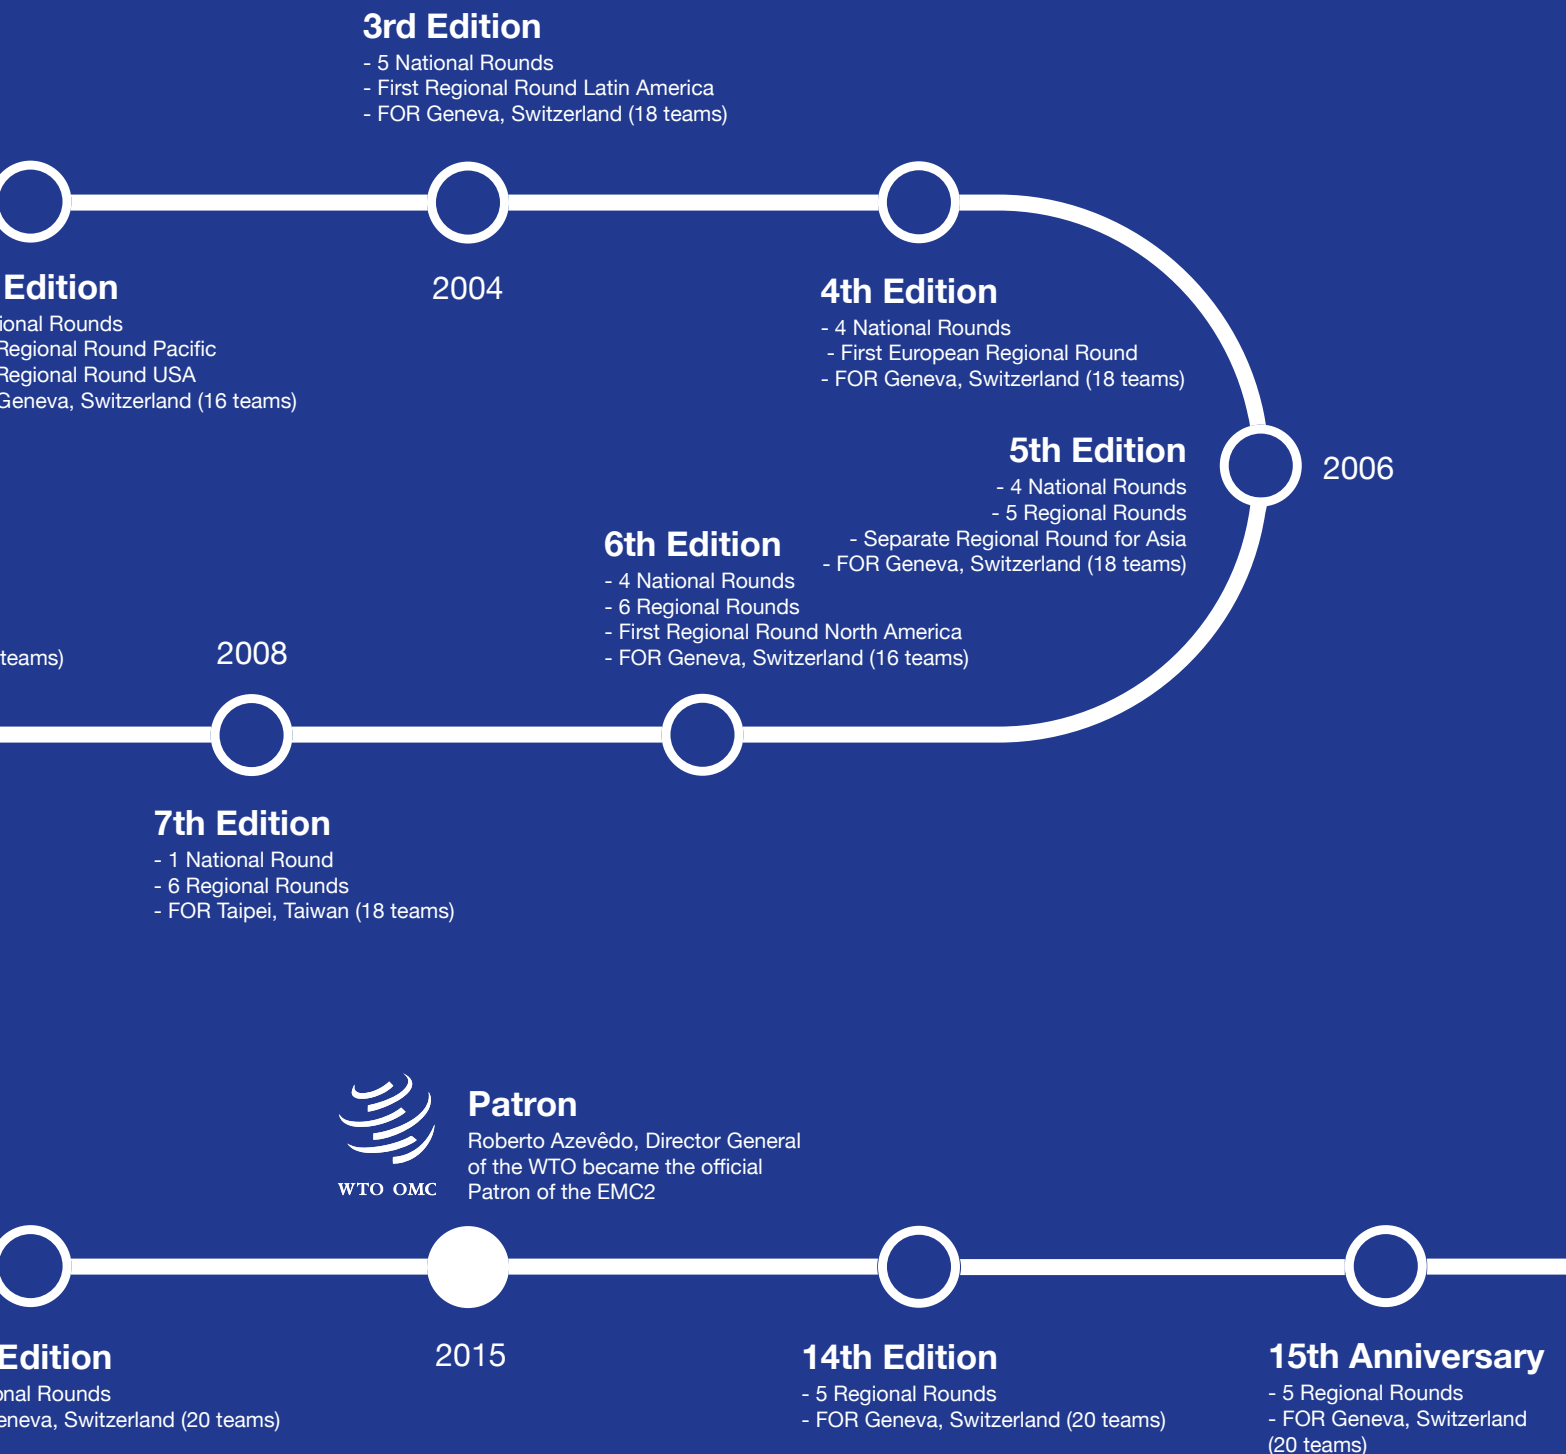 3rd Edition
- 5 National Rounds
- First Regional Round Latin America
- FOR Geneva, Switzerland (18 teams)
Edition
Rounds
Regional Round Pacific
Regional Round USA
Geneva, Switzerland (16 teams)
2004
4th Edition
- 4 National Rounds
- First European Regional Round
- FOR Geneva, Switzerland (18 teams)
5th Edition
- 4 National Rounds
- 5 Regional Rounds
- Separate Regional Round for Asia
- FOR Geneva, Switzerland (18 teams)
2006
6th Edition
- 4 National Rounds
- 6 Regional Rounds
- First Regional Round North America
- FOR Geneva, Switzerland (16 teams)
teams)
2008
7th Edition
- 1 National Round
- 6 Regional Rounds
- FOR Taipei, Taiwan (18 teams)
WTO OMC
Patron
Roberto Azevêdo, Director General
of the WTO became the official
Patron of the EMC2
Edition
Rounds
Switzerland (20 teams)
2015
14th Edition
- 5 Regional Rounds
- FOR Geneva, Switzerland (20 teams)
15th Anniversary
- 5 Regional Rounds
- FOR Geneva, Switzerland
(20 teams)